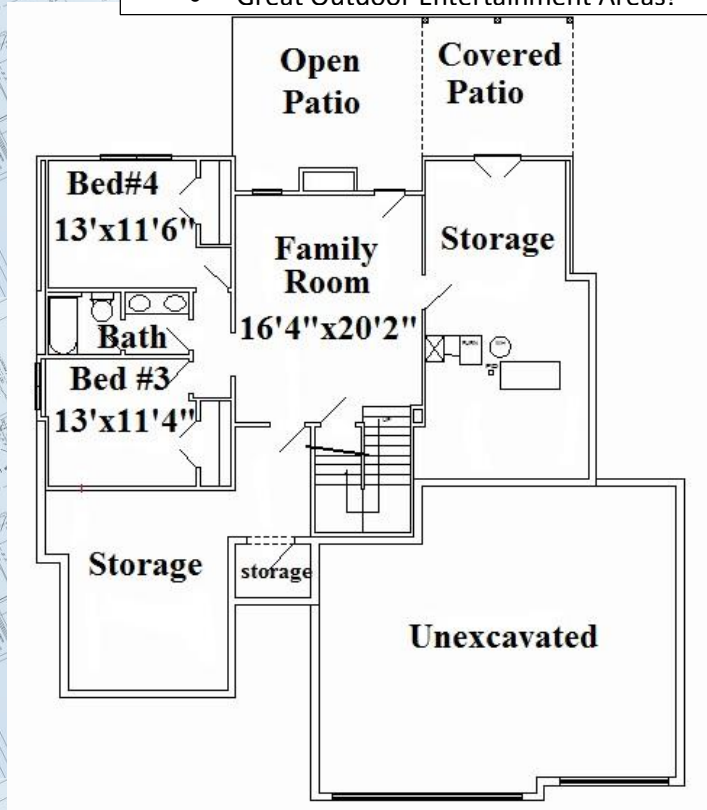 • Great Outdoor Entertainment Areas!
Open
Patio
Covered
Patio
Bed#4
13'x11'6"
Family
Room
16'4"x20'2"
Storage
Bath
Bed #3
13'x11'4"
Storage
storage
Unexcavated